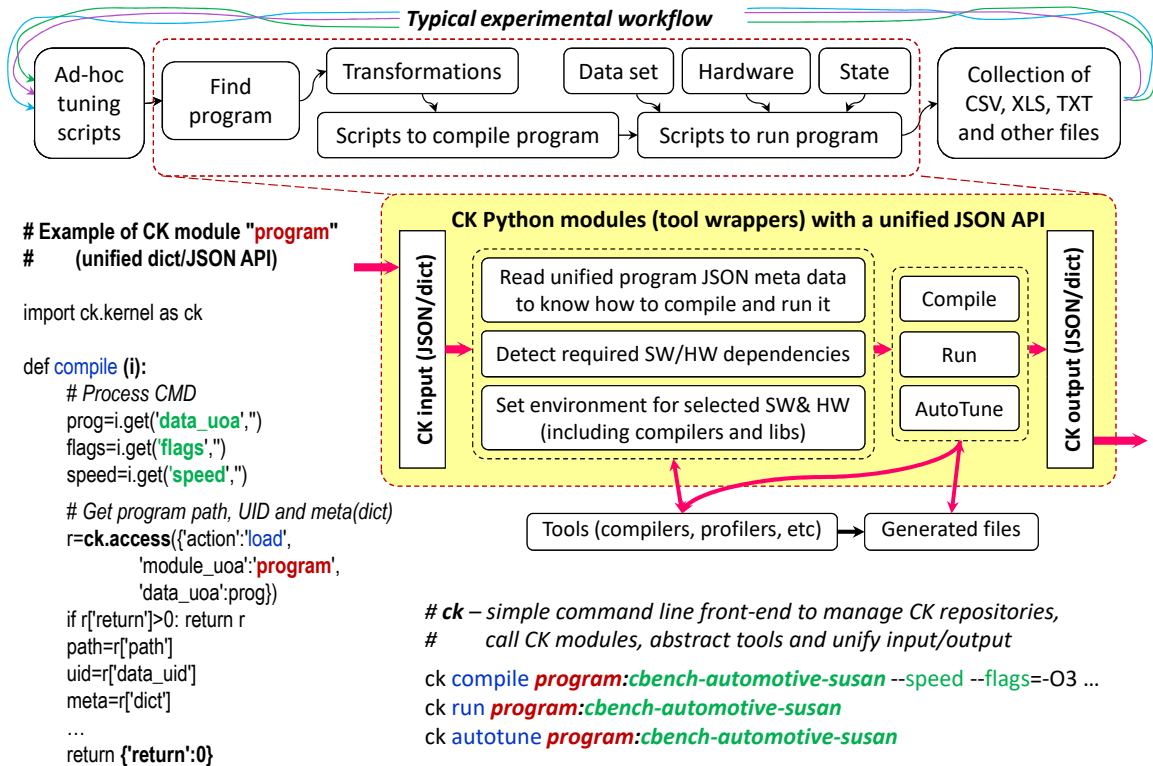 Typical experimental workflow
Ad-hoc
tuning
scripts
Find
program
Transformations
Data set
Hardware
State
Scripts to compile program
Scripts to run program
Collection of
CSV, XLS, TXT
and other files
CK Python modules (tool wrappers) with a unified JSON API
CK input (JSON/dict)
Read unified program JSON meta data
to know how to compile and run it
Detect required SW/HW dependencies
Set environment for selected SW& HW
(including compilers and libs)
Compile
Run
AutoTune
CK output (JSON/dict)
Tools (compilers, profilers, etc)
Generated files
# Example of CK module "program"
# (unified dict/JSON API)
import ck.kernel as ck
def compile (i):
# Process CMD
prog=i.get('data_uoa','')
flags=i.get('flags','')
speed=i.get('speed','')
# Get program path, UID and meta(dict)
r=ck.access({'action':'load',
'module_uoa':'program',
'data_uoa':prog})
if r['return']>0: return r
path=r['path']
uid=r['data_uid']
meta=r['dict']
…
return {'return':0}
# ck – simple command line front-end to manage CK repositories,
# call CK modules, abstract tools and unify input/output
ck compile program:cbench-automotive-susan --speed --flags=-O3 ...
ck run program:cbench-automotive-susan
ck autotune program:cbench-automotive-susan